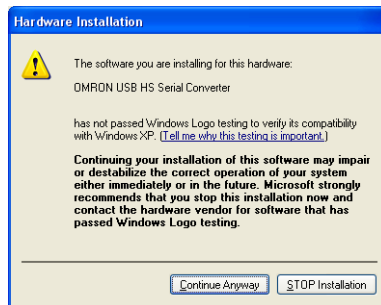 Hardware Installation
The software you are installing for this hardware:
OMRON USB HS Serial Converter
has not passed Windows Logo testing to verify its compatibility
with Windows XP. (Tell me why this testing is important.)
Continuing your installation of this software may impair
or destabilize the correct operation of your system
either immediately or in the future. Microsoft strongly
recommends that you stop this installation now and
contact the hardware vendor for software that has
passed Windows Logo testing.
Continue Anyway
STOP Installation